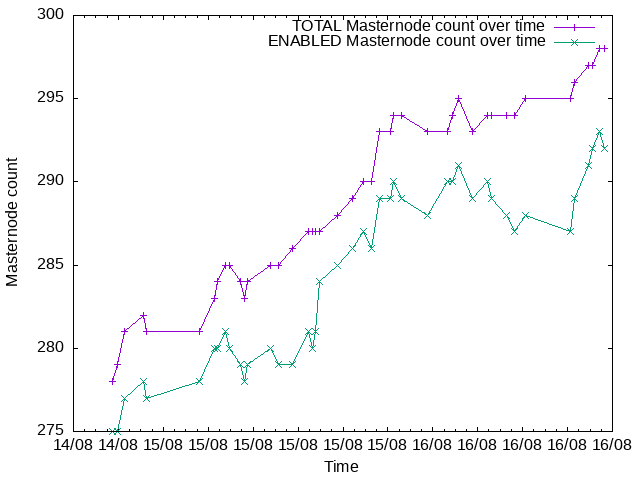 300
TOTAL Masternode count over time
ENABLED Masternode count over time
295
290
Masternode count
285
280
275
14/08 14/08 15/08 15/08 15/08 15/08 15/08 15/08 16/08 16/08 16/08 16/08 16/08
Time